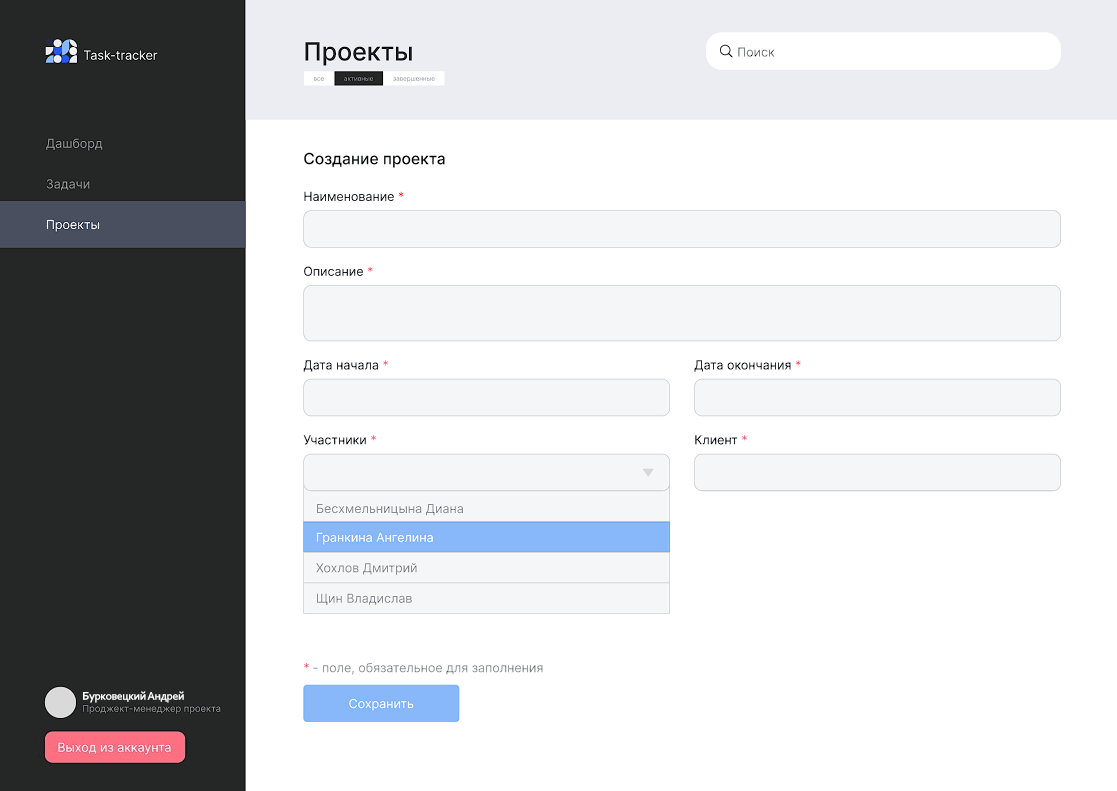 Task-tracker
Дашборд
Задачи
Проекты
Бурковецкий Андрей
Проджект-менеджер проекта
Выход из аккаунта
Проекты
все активные завершенные
Поиск
Создание проекта
Наименование *
Описание *
Дата начала *
Дата окончания *
Участники *
Клиент *
Бесхмельницына Диана
Гранкина Ангелина
Хохлов Дмитрий
Щин Владислав
* - поле, обязательное для заполнения
Сохранить